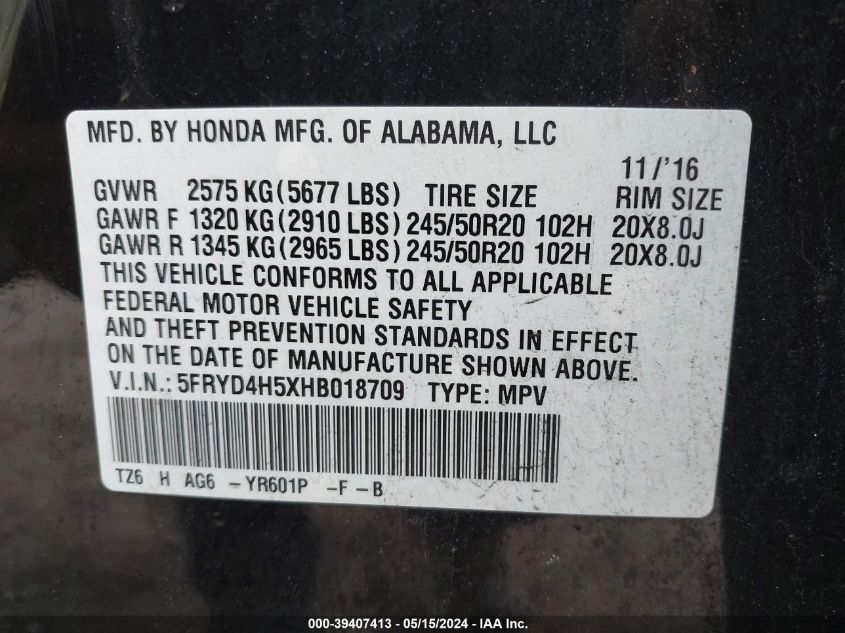 MFD. BY HONDA MFG. OF ALABAMA, LLC
11/'16
GVWR 2575 KG (5677 LBS) TIRE SIZE RIM SIZE
GAWR F 1320 KG (2910 LBS) 245/50R20 102H 20X8.0J
GAWR R 1345 KG (2965 LBS) 245/50R20 102H 20X8.0J
THIS VEHICLE CONFORMS TO ALL APPLICABLE
FEDERAL MOTOR VEHICLE SAFETY
AND THEFT PREVENTION STANDARDS IN EFFECT
ON THE DATE OF MANUFACTURE SHOWN ABOVE.
V.I.N.: 5FRYD4H5XHB018709 TYPE: MPV
TZ6 H AG6 -YR601P -F-B
000-39407413 - 05/15/2024 - IAA Inc.